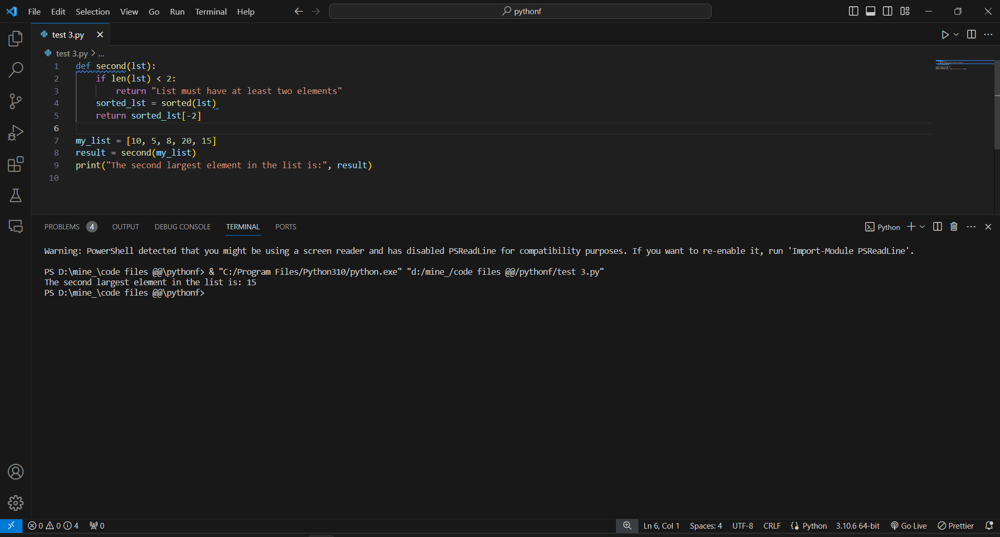 File Edit Selection View Go Run Terminal Help
pythonf
test 3.py
test 3.py > ...
1 def second(lst):
2     if len(lst) < 2:
3         return "List must have at least two elements"
4     sorted_lst = sorted(lst)
5     return sorted_lst[-2]
6
7 my_list = [10, 5, 8, 20, 15]
8 result = second(my_list)
9 print("The second largest element in the list is:", result)
10
PROBLEMS 4 OUTPUT DEBUG CONSOLE TERMINAL PORTS Python
Warning: PowerShell detected that you might be using a screen reader and has disabled PSReadLine for compatibility purposes. If you want to re-enable it, run 'Import-Module PSReadLine'.
PS D:\mine_\code files @@\pythonf> & "C:/Program Files/Python310/python.exe" "d:/mine_/code files @@/pythonf/test 3.py"
The second largest element in the list is: 15
PS D:\mine_\code files @@\pythonf>
0 0 4 0 Ln 6, Col 1 Spaces: 4 UTF-8 CRLF Python 3.10.6 64-bit Go Live Prettier